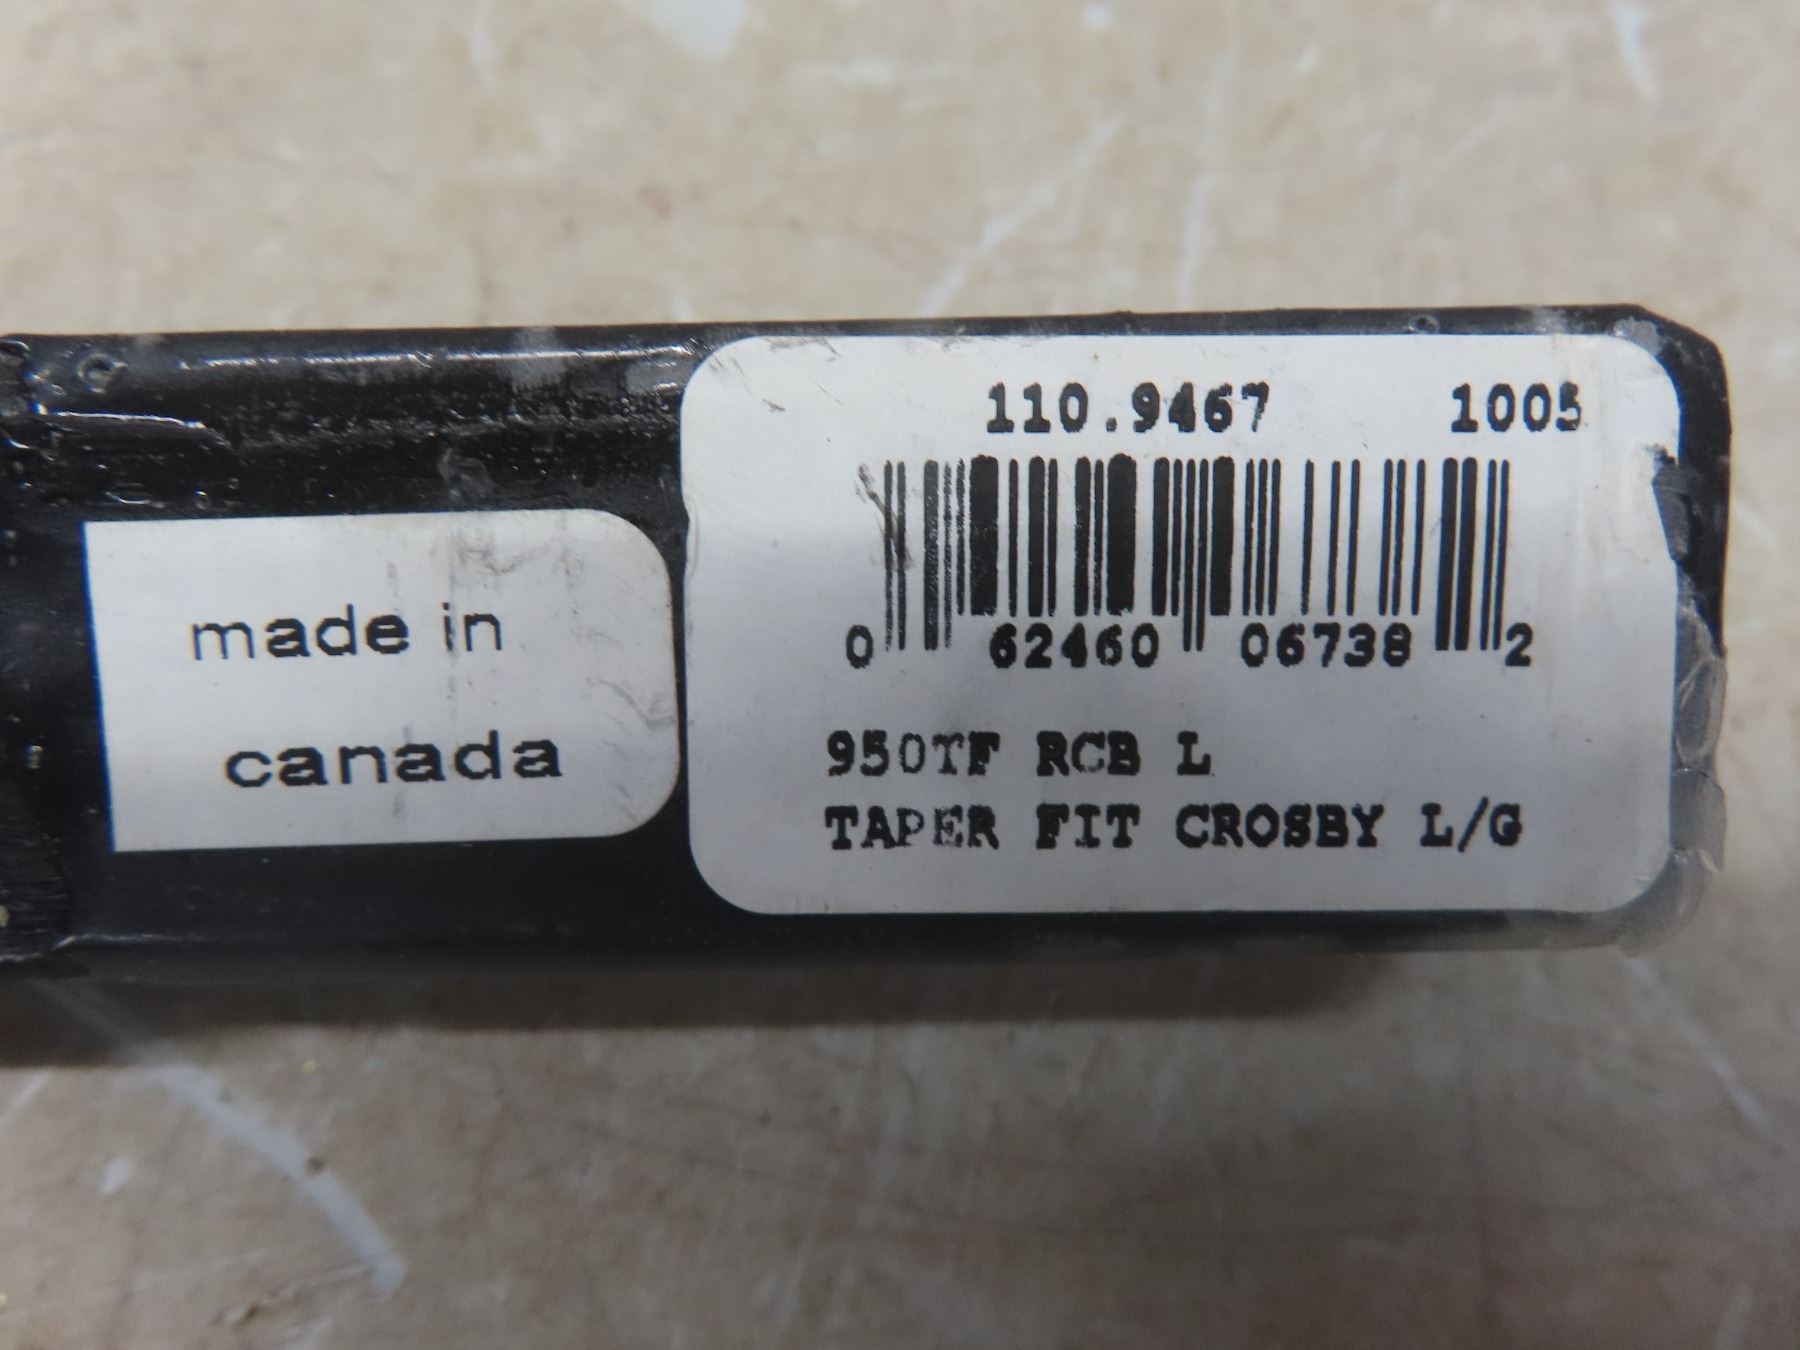 made in
canada
110.9467 1005
0 62460 06738 2
950TF RCB L
TAPER FIT CROSBY L/G